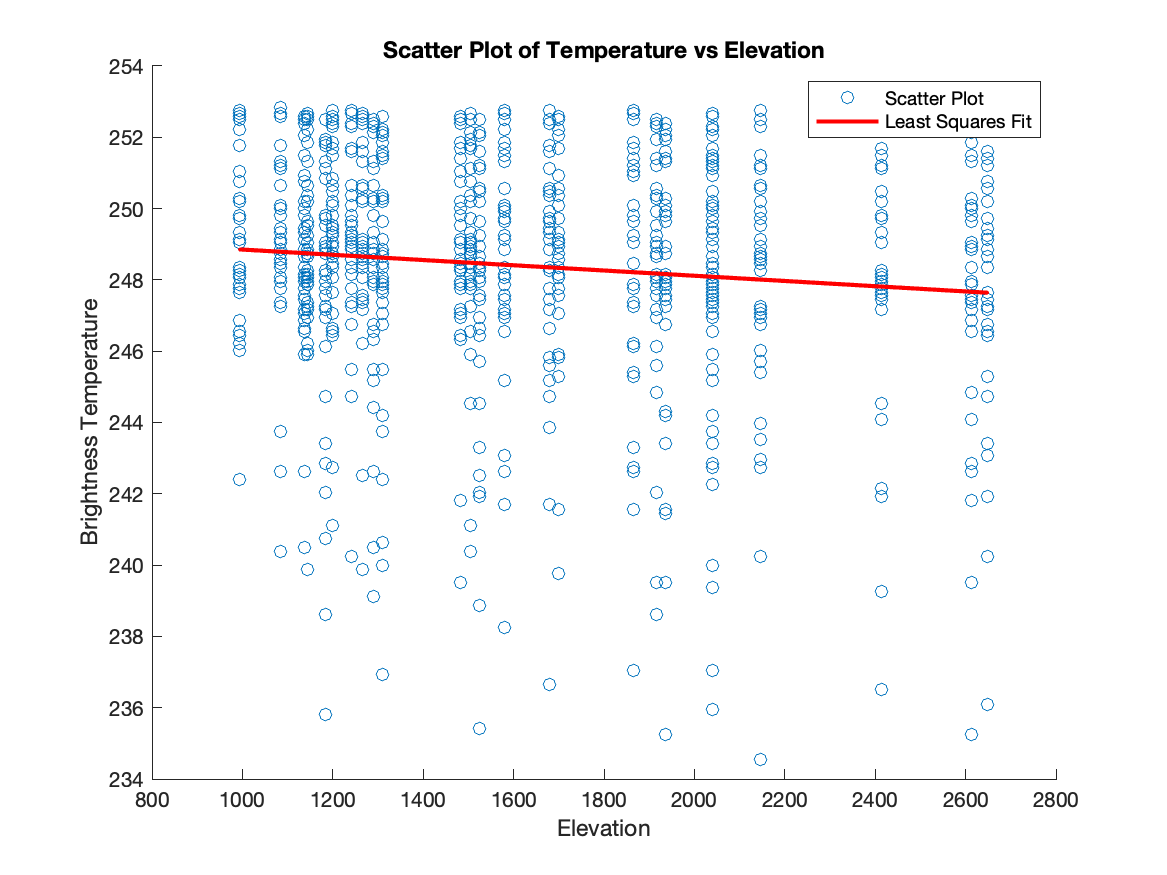 Scatter Plot of Temperature vs Elevation
254
252
250
248
246
244
242
240
238
236
234
Brightness Temperature
Scatter Plot
Least Squares Fit
800 1000 1200 1400 1600 1800 2000 2200 2400 2600 2800
Elevation